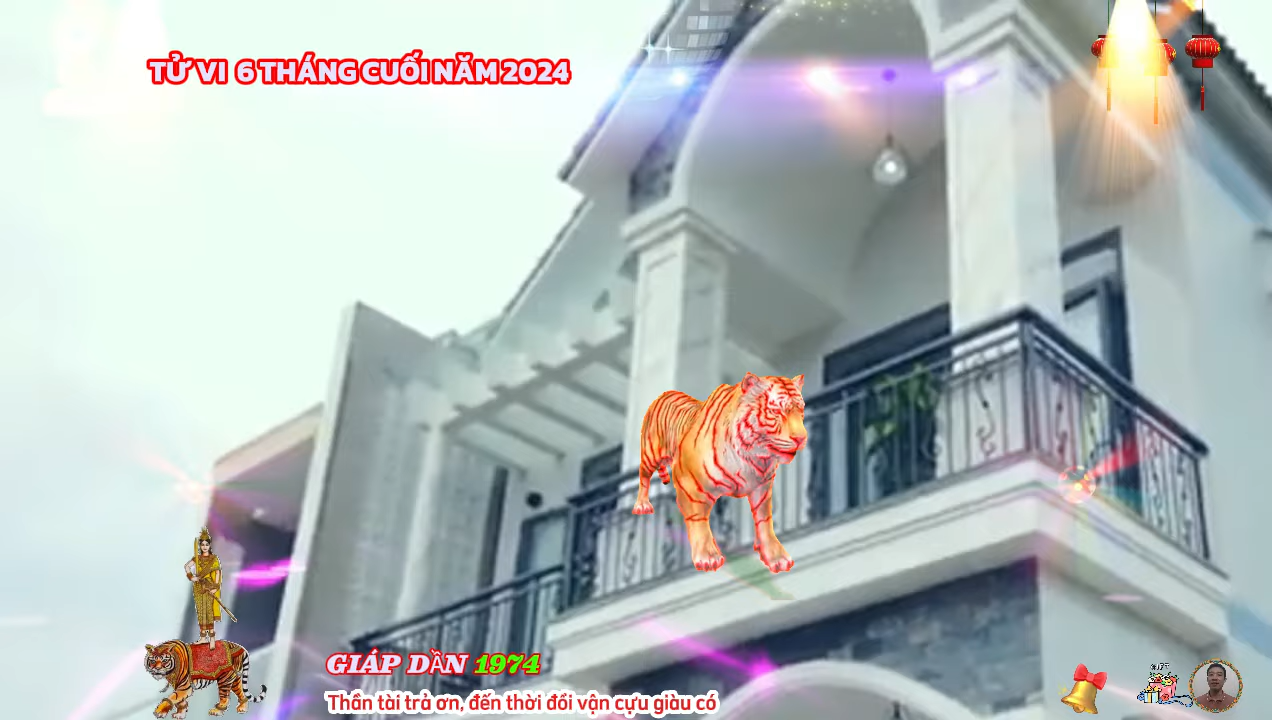 TỬ VI 6 THÁNG CUỐI NĂM 2024
GIÁP DẦN 1974
Thần tài trả ơn, đến thời đổi vận cựu giàu có